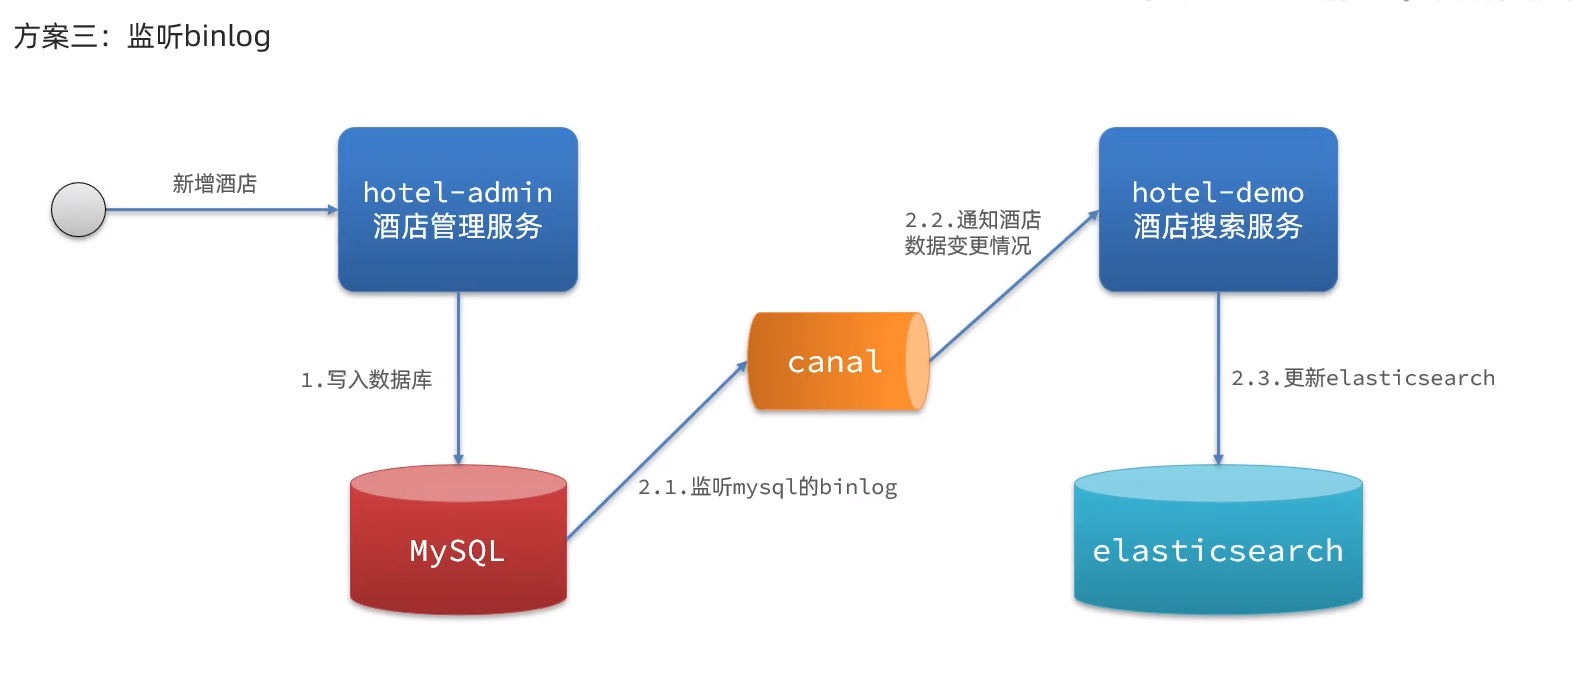 方案三：监听binlog
新增酒店
hotel-admin
酒店管理服务
hotel-demo
酒店搜索服务
2.2.通知酒店
数据变更情况
canal
1.写入数据库
2.3.更新elasticsearch
2.1.监听mysql的binlog
MySQL
elasticsearch